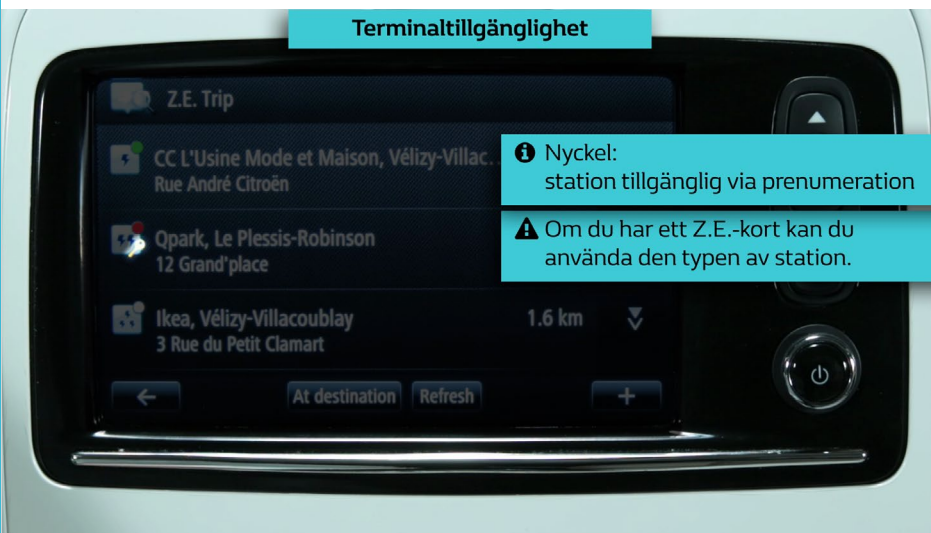 Terminaltillgänglighet
Z.E. Trip
CC L'Usine Mode et Maison, Vélizy-Villac..
Rue André Citroën
Nyckel:
station tillgänglig via prenumeration
Qpark, Le Plessis-Robinson
12 Grand'place
Om du har ett Z.E.-kort kan du
använda den typen av station.
Ikea, Vélizy-Villacoublay 1.6 km
3 Rue du Petit Clamart
At destination Refresh